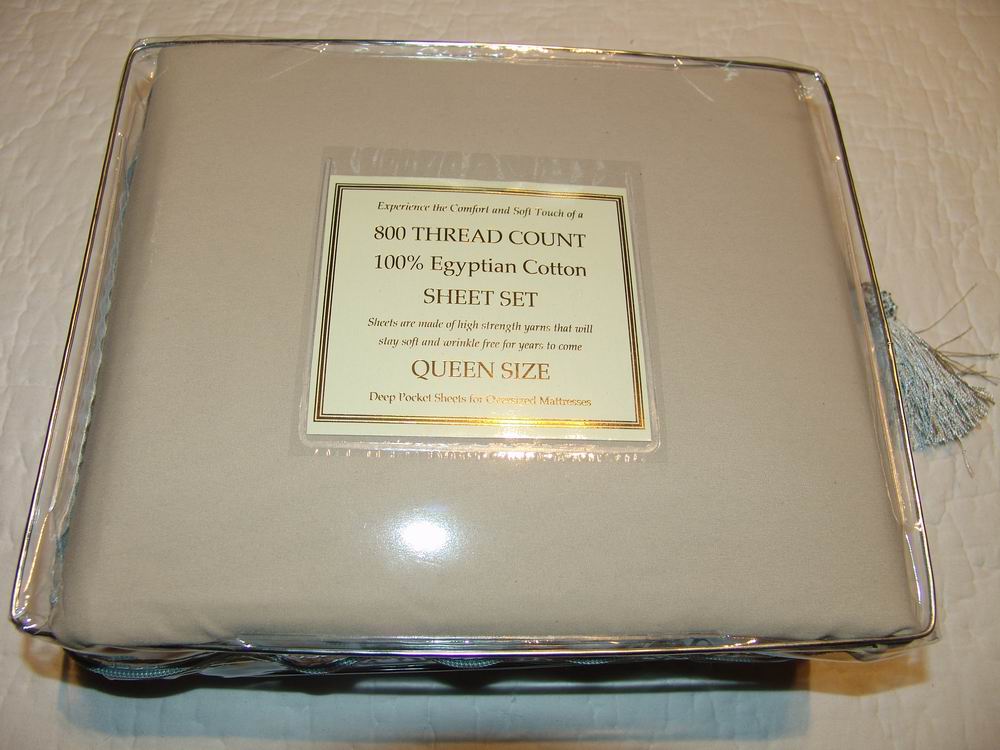 Experience the Comfort and Soft Touch of a
800 THREAD COUNT
100% Egyptian Cotton
SHEET SET
Sheets are made of high strength yarns that will
stay soft and wrinkle free for years to come
QUEEN SIZE
Deep Pocket Sheets for Oversized Mattresses